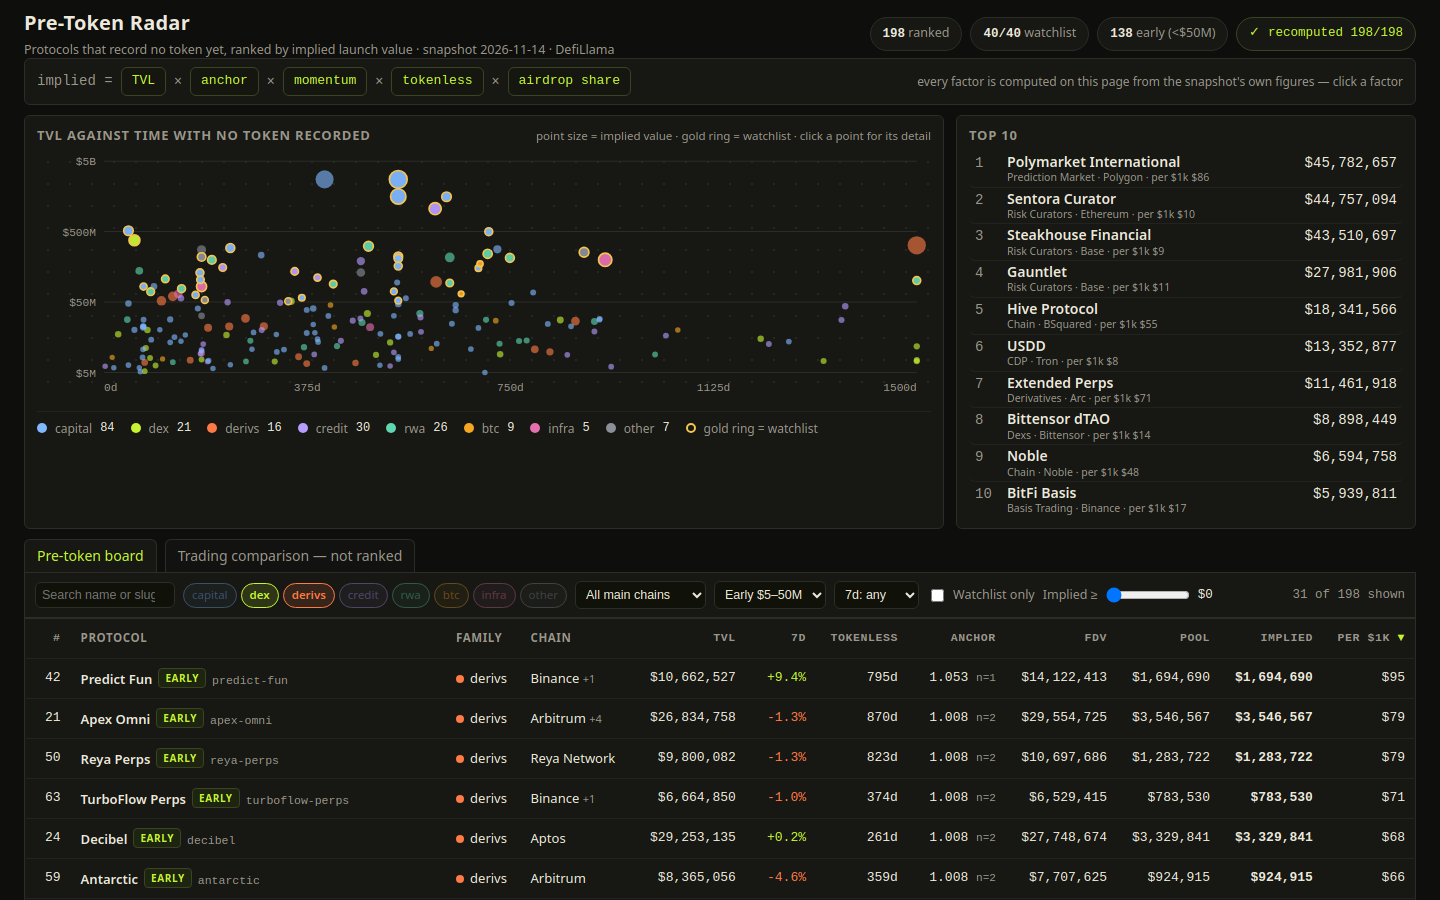 Pre-Token Radar
Protocols that record no token yet, ranked by implied launch value · snapshot 2026-11-14 · DefiLlama
198 ranked
40/40 watchlist
138 early (<$50M)
✓ recomputed 198/198
implied = TVL × anchor × momentum × tokenless × airdrop share
every factor is computed on this page from the snapshot's own figures — click a factor
TVL AGAINST TIME WITH NO TOKEN RECORDED
point size = implied value · gold ring = watchlist · click a point for its detail
$5B
$500M
$50M
$5M
0d 375d 750d 1125d 1500d
capital 84 dex 21 derivs 16 credit 30 rwa 26 btc 9 infra 5 other 7 gold ring = watchlist
TOP 10
1 Polymarket International $45,782,657
Prediction Market · Polygon · per $1k $86
2 Sentora Curator $44,757,094
Risk Curators · Ethereum · per $1k $10
3 Steakhouse Financial $43,510,697
Risk Curators · Base · per $1k $9
4 Gauntlet $27,981,906
Risk Curators · Base · per $1k $11
5 Hive Protocol $18,341,566
Chain · BSquared · per $1k $55
6 USDD $13,352,877
CDP · Tron · per $1k $8
7 Extended Perps $11,461,918
Derivatives · Arc · per $1k $71
8 Bittensor dTAO $8,898,449
Dexs · Bittensor · per $1k $14
9 Noble $6,594,758
Chain · Noble · per $1k $48
10 BitFi Basis $5,939,811
Basis Trading · Binance · per $1k $17
Pre-token board
Trading comparison — not ranked
Search name or slug capital dex derivs credit rwa btc infra other All main chains Early $5–50M 7d: any Watchlist only Implied ≥ $0 31 of 198 shown
# PROTOCOL FAMILY CHAIN TVL 7D TOKENLESS ANCHOR FDV POOL IMPLIED PER $1K ▼
42 Predict Fun EARLY predict-fun derivs Binance +1 $10,662,527 +9.4% 795d 1.053 n=1 $14,122,413 $1,694,690 $1,694,690 $95
21 Apex Omni EARLY apex-omni derivs Arbitrum +4 $26,834,758 -1.3% 870d 1.008 n=2 $29,554,725 $3,546,567 $3,546,567 $79
50 Reya Perps EARLY reya-perps derivs Reya Network $9,800,082 -1.3% 823d 1.008 n=2 $10,697,686 $1,283,722 $1,283,722 $79
63 TurboFlow Perps EARLY turboflow-perps derivs Binance +1 $6,664,850 -1.0% 374d 1.008 n=2 $6,529,415 $783,530 $783,530 $71
24 Decibel EARLY decibel derivs Aptos $29,253,135 +0.2% 261d 1.008 n=2 $27,748,674 $3,329,841 $3,329,841 $68
59 Antarctic EARLY antarctic derivs Arbitrum $8,365,056 -4.6% 359d 1.008 n=2 $7,707,625 $924,915 $924,915 $66